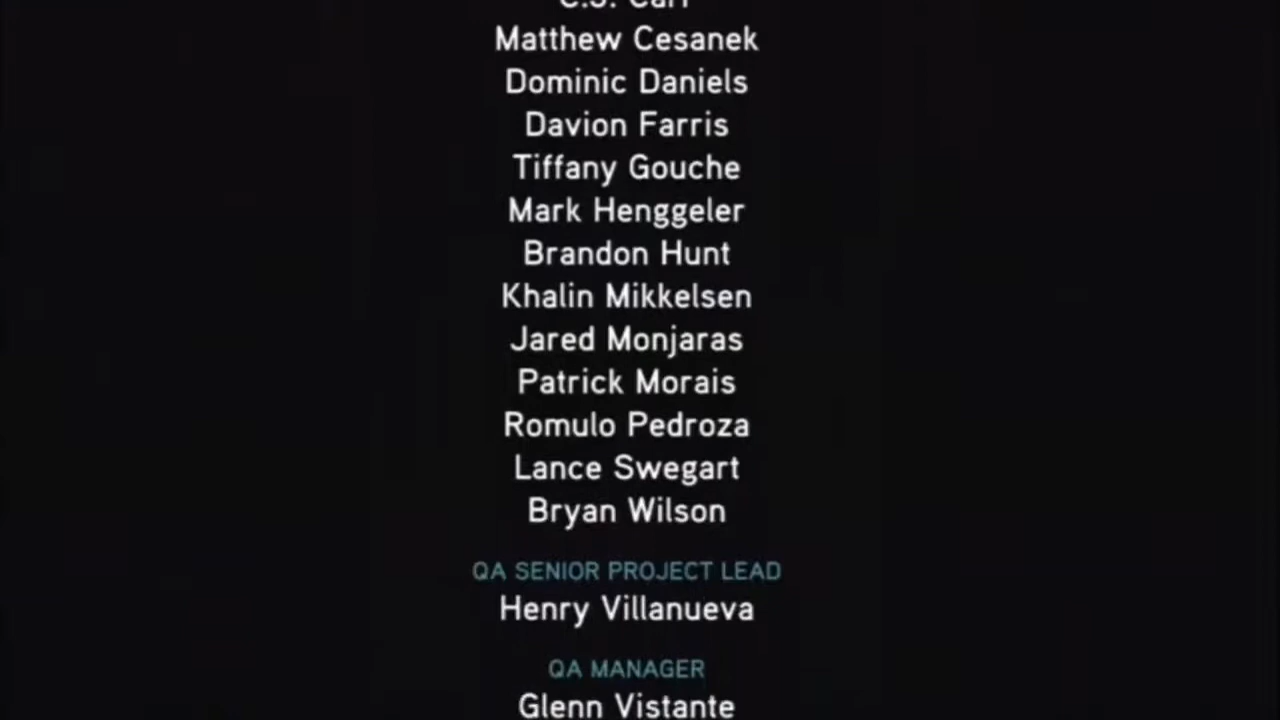 Matthew Cesanek
Dominic Daniels
Davion Farris
Tiffany Gouche
Mark Henggeler
Brandon Hunt
Khalin Mikkelsen
Jared Monjaras
Patrick Morais
Romulo Pedroza
Lance Swegart
Bryan Wilson
QA SENIOR PROJECT LEAD
Henry Villanueva
QA MANAGER
Glenn Vistante